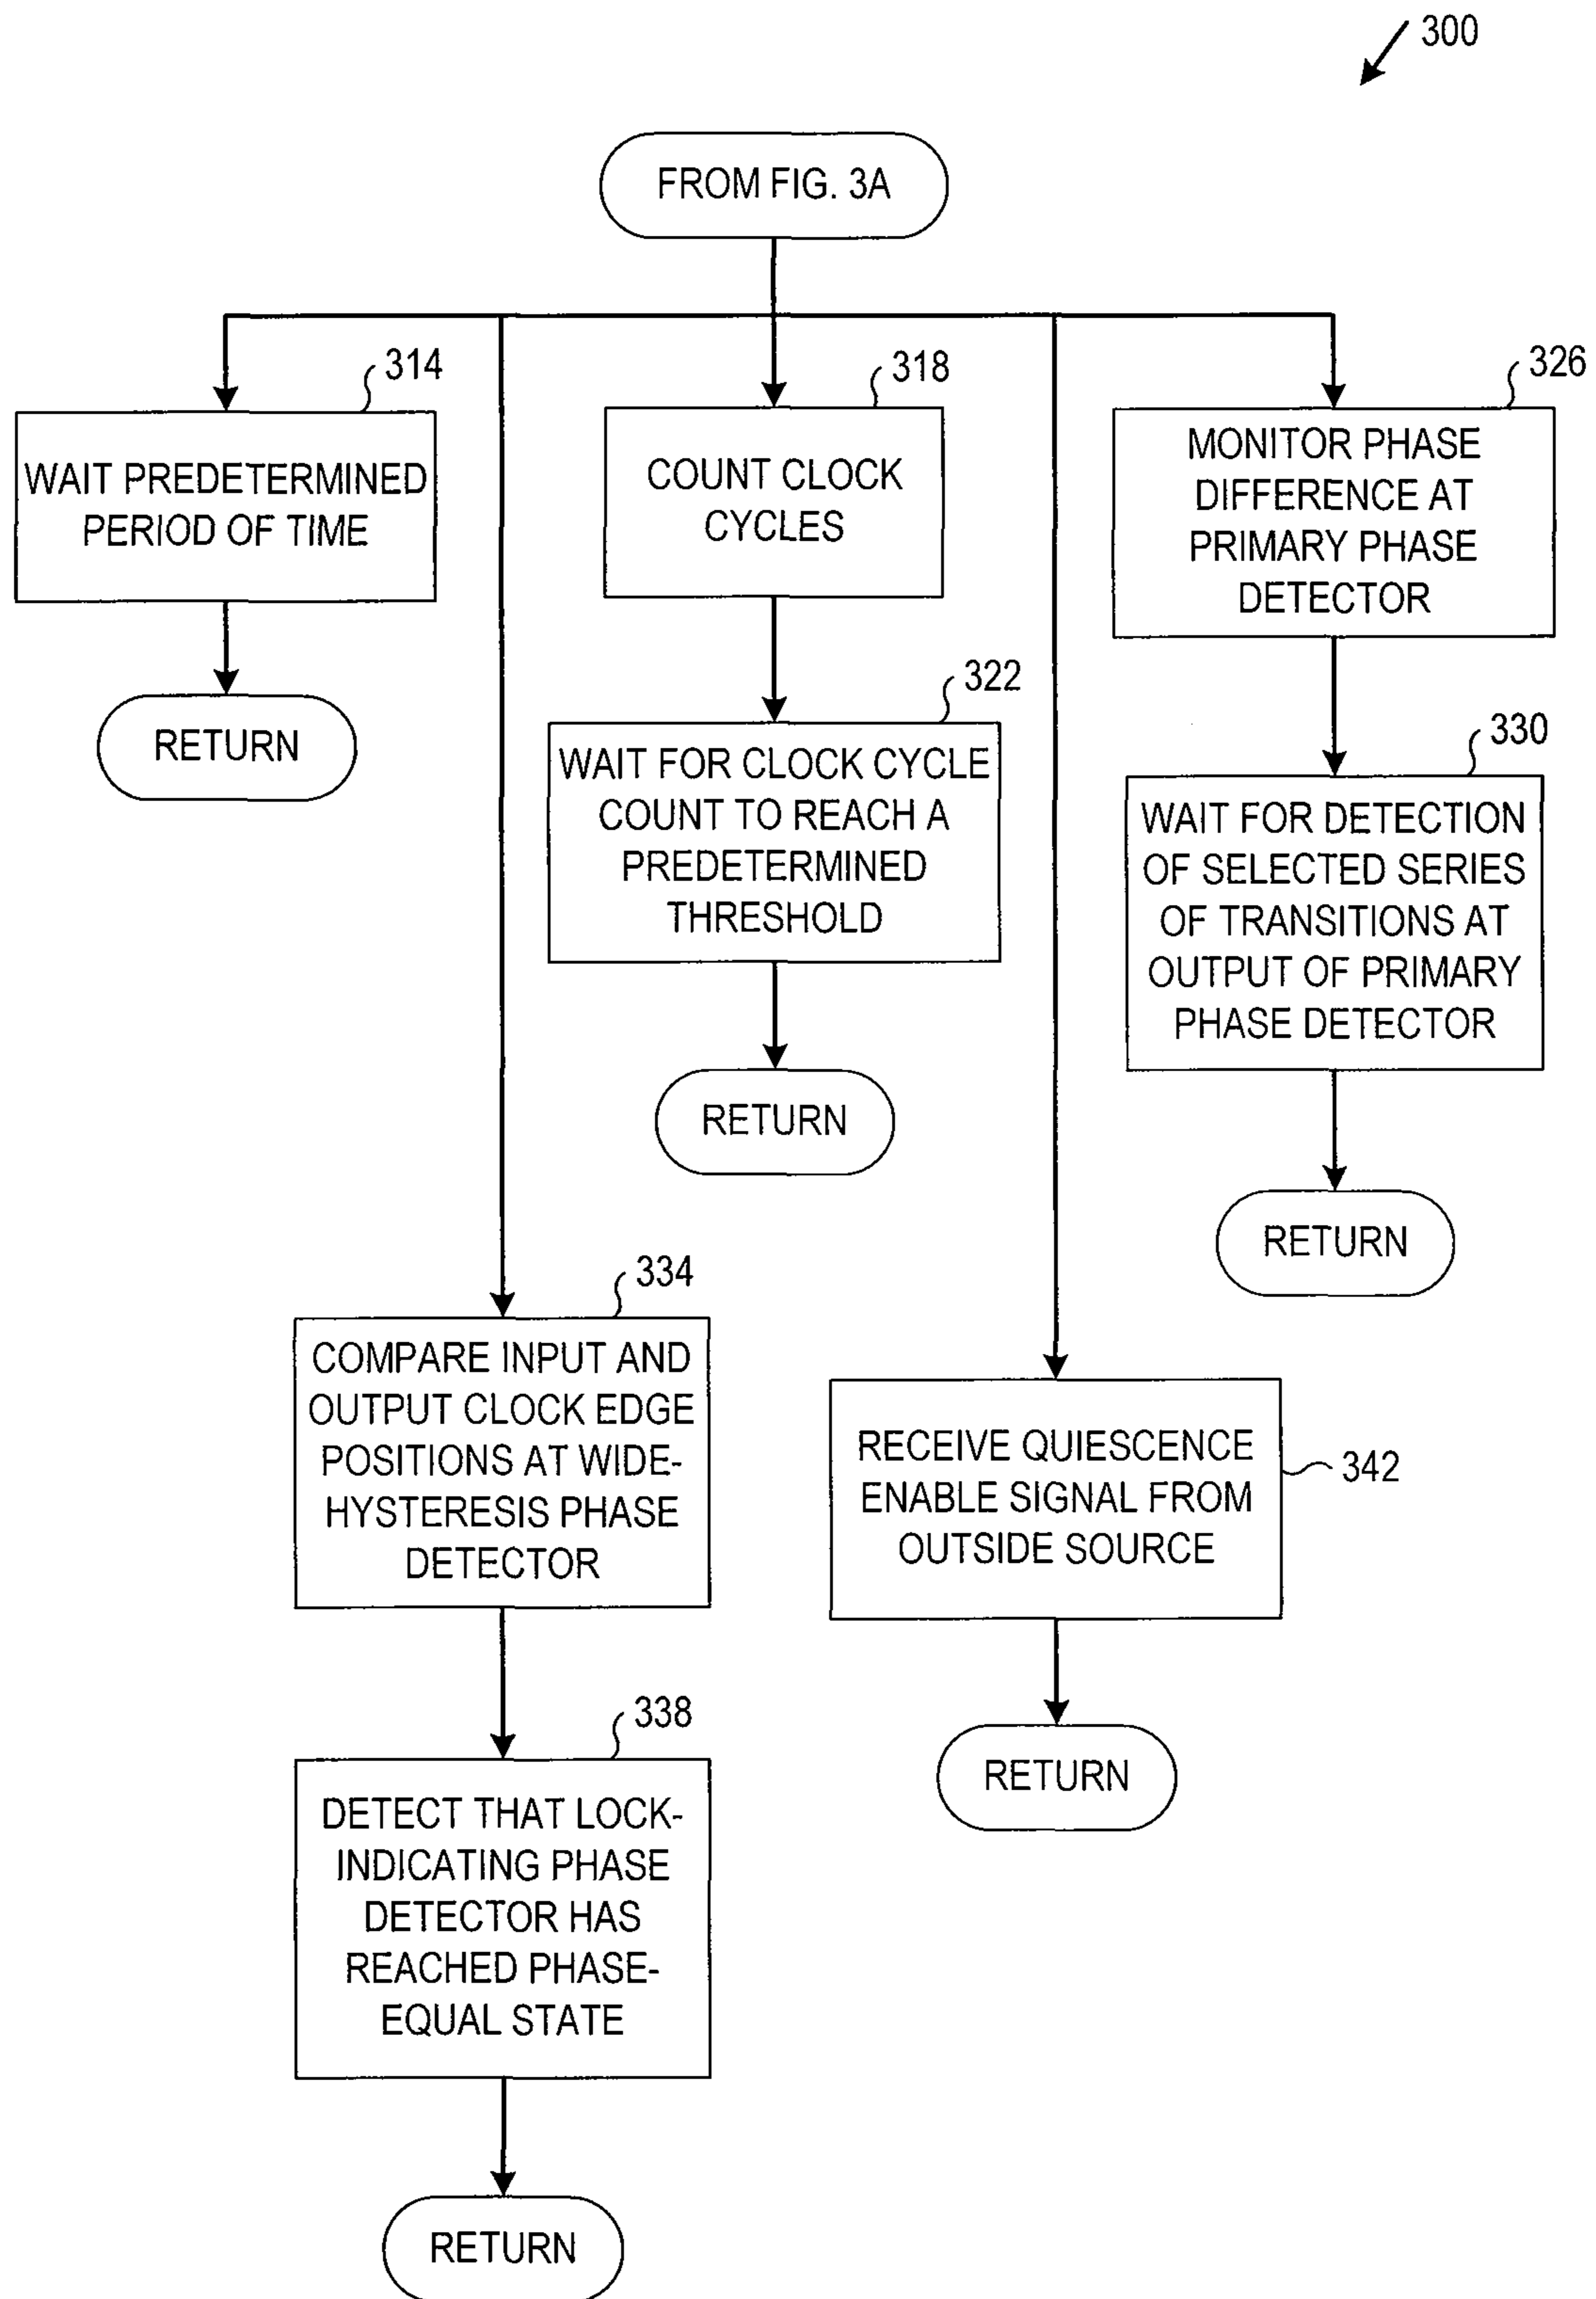 300
FROM FIG. 3A
314
WAIT PREDETERMINED
PERIOD OF TIME
RETURN
318
COUNT CLOCK
CYCLES
322
WAIT FOR CLOCK CYCLE
COUNT TO REACH A
PREDETERMINED
THRESHOLD
RETURN
326
MONITOR PHASE
DIFFERENCE AT
PRIMARY PHASE
DETECTOR
330
WAIT FOR DETECTION
OF SELECTED SERIES
OF TRANSITIONS AT
OUTPUT OF PRIMARY
PHASE DETECTOR
RETURN
334
COMPARE INPUT AND
OUTPUT CLOCK EDGE
POSITIONS AT WIDE-
HYSTERESIS PHASE
DETECTOR
338
DETECT THAT LOCK-
INDICATING PHASE
DETECTOR HAS
REACHED PHASE-
EQUAL STATE
RETURN
342
RECEIVE QUIESCENCE
ENABLE SIGNAL FROM
OUTSIDE SOURCE
RETURN